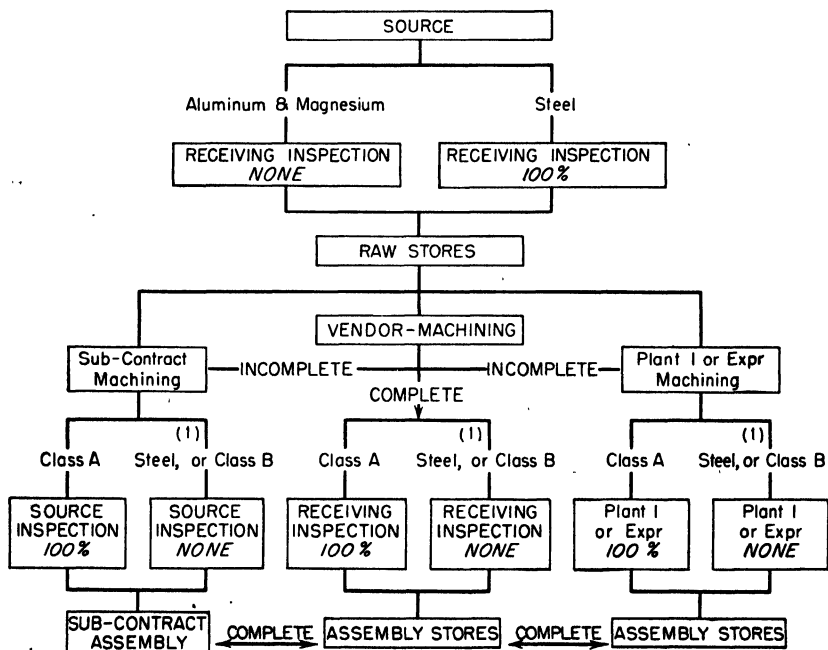 SOURCE
Aluminum & Magnesium
Steel
RECEIVING INSPECTION
NONE
RECEIVING INSPECTION
100%
RAW STORES
VENDOR-MACHINING
Sub-Contract
Machining
INCOMPLETE
INCOMPLETE
Plant 1 or Expr
Machining
COMPLETE
(1)
(1)
(1)
Class A
Steel, or Class B
Class A
Steel, or Class B
Class A
Steel, or Class B
SOURCE
INSPECTION
100%
SOURCE
INSPECTION
NONE
RECEIVING
INSPECTION
100%
RECEIVING
INSPECTION
NONE
Plant 1
or Expr
100%
Plant 1
or Expr
NONE
SUB-CONTRACT
ASSEMBLY
COMPLETE
ASSEMBLY STORES
COMPLETE
ASSEMBLY STORES